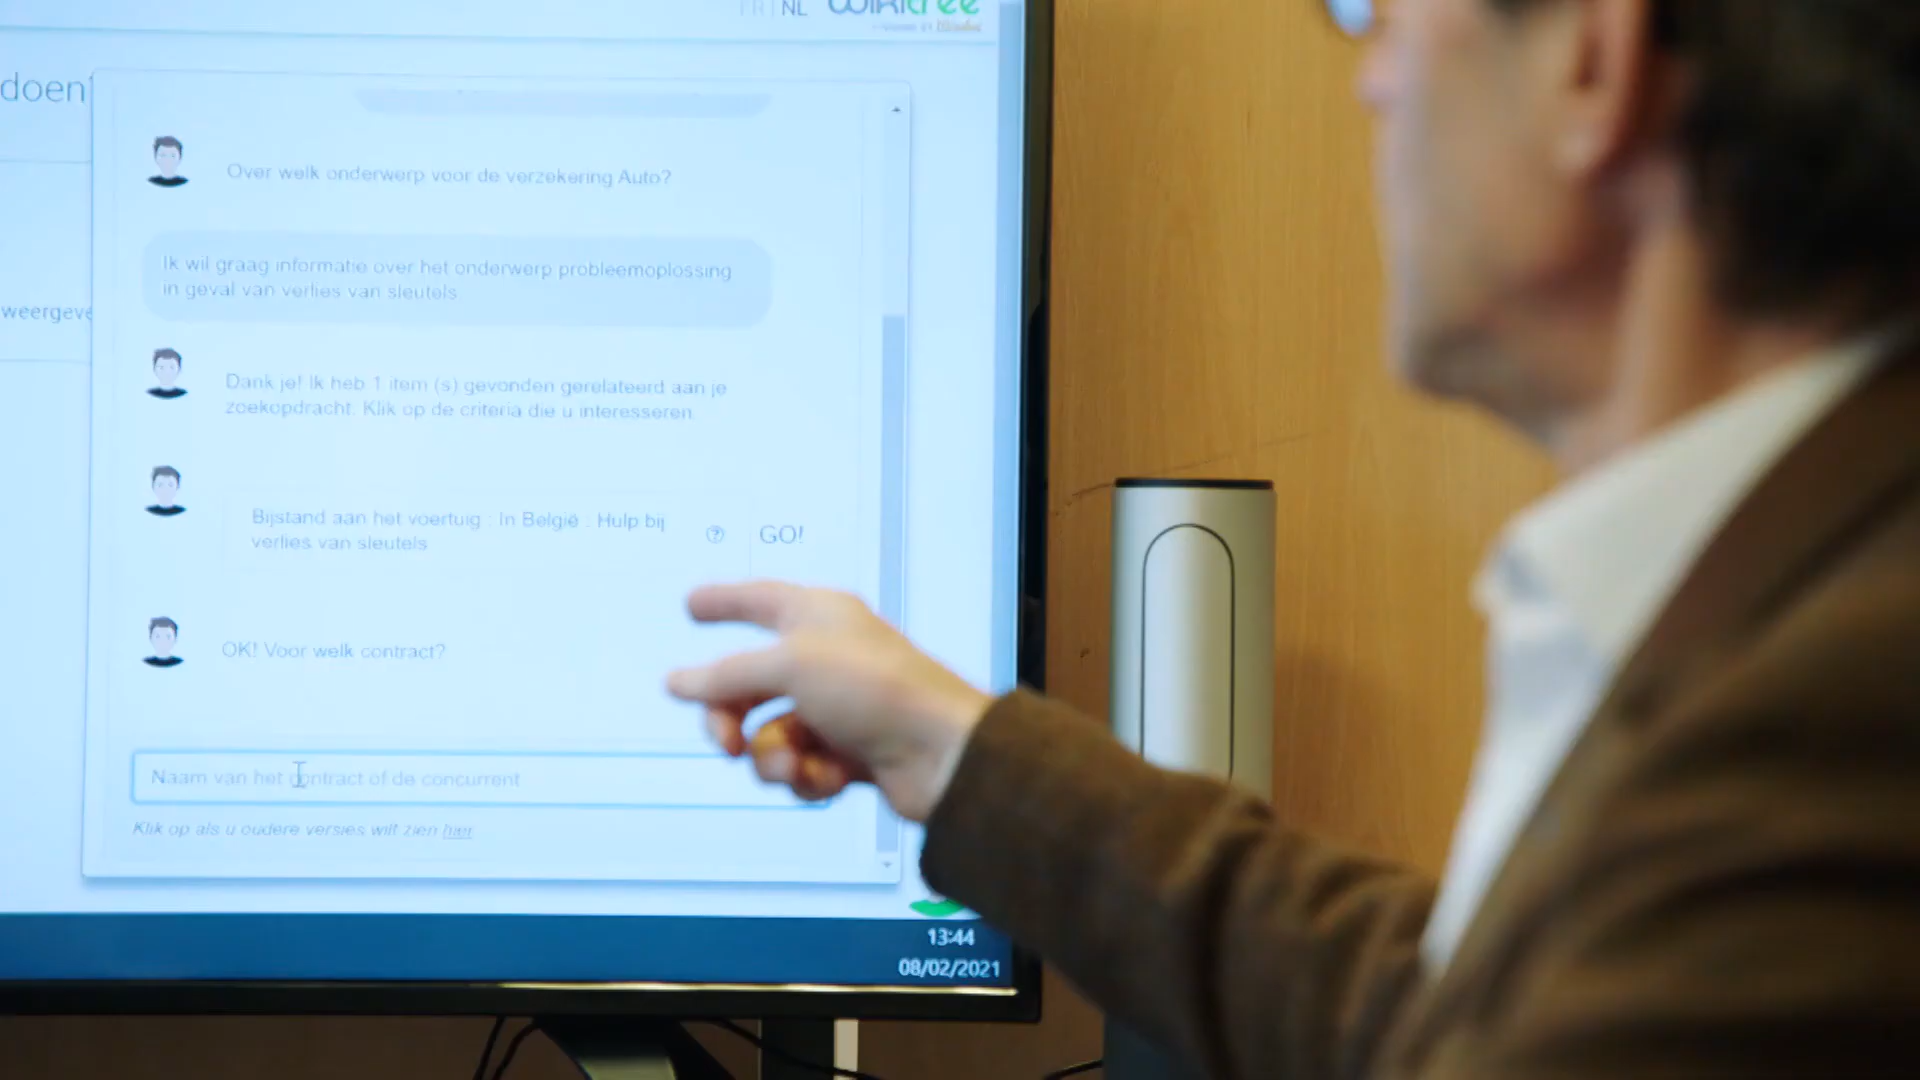 FR | NL wikitree
doen
Over welk onderwerp voor de verzekering Auto?
Ik wil graag informatie over het onderwerp probleemoplossing
in geval van verlies van sleutels
weergeve
Dank je! Ik heb 1 item (s) gevonden gerelateerd aan je
zoekopdracht. Klik op de criteria die u interesseren.
Bijstand aan het voertuig : In België : Hulp bij
verlies van sleutels
GO!
OK! Voor welk contract?
Naam van het contract of de concurrent
Klik op als u oudere versies wilt zien hier
13:44
08/02/2021